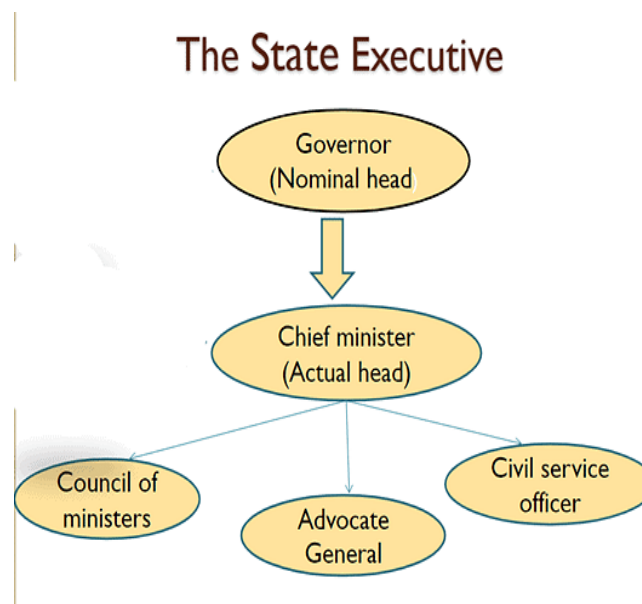 The State Executive
Governor
(Nominal head)
Chief minister
(Actual head)
Council of
ministers
Advocate
General
Civil service
officer